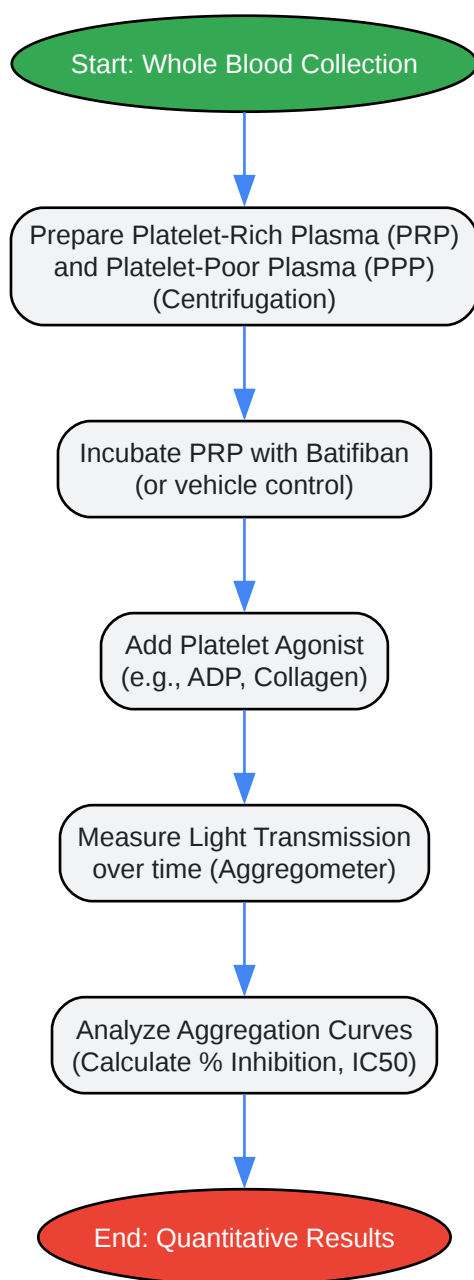 Start: Whole Blood Collection
Prepare Platelet-Rich Plasma (PRP)
and Platelet-Poor Plasma (PPP)
(Centrifugation)
Incubate PRP with Batifiban
(or vehicle control)
Add Platelet Agonist
(e.g., ADP, Collagen)
Measure Light Transmission
over time (Aggregometer)
Analyze Aggregation Curves
(Calculate % Inhibition, IC50)
End: Quantitative Results